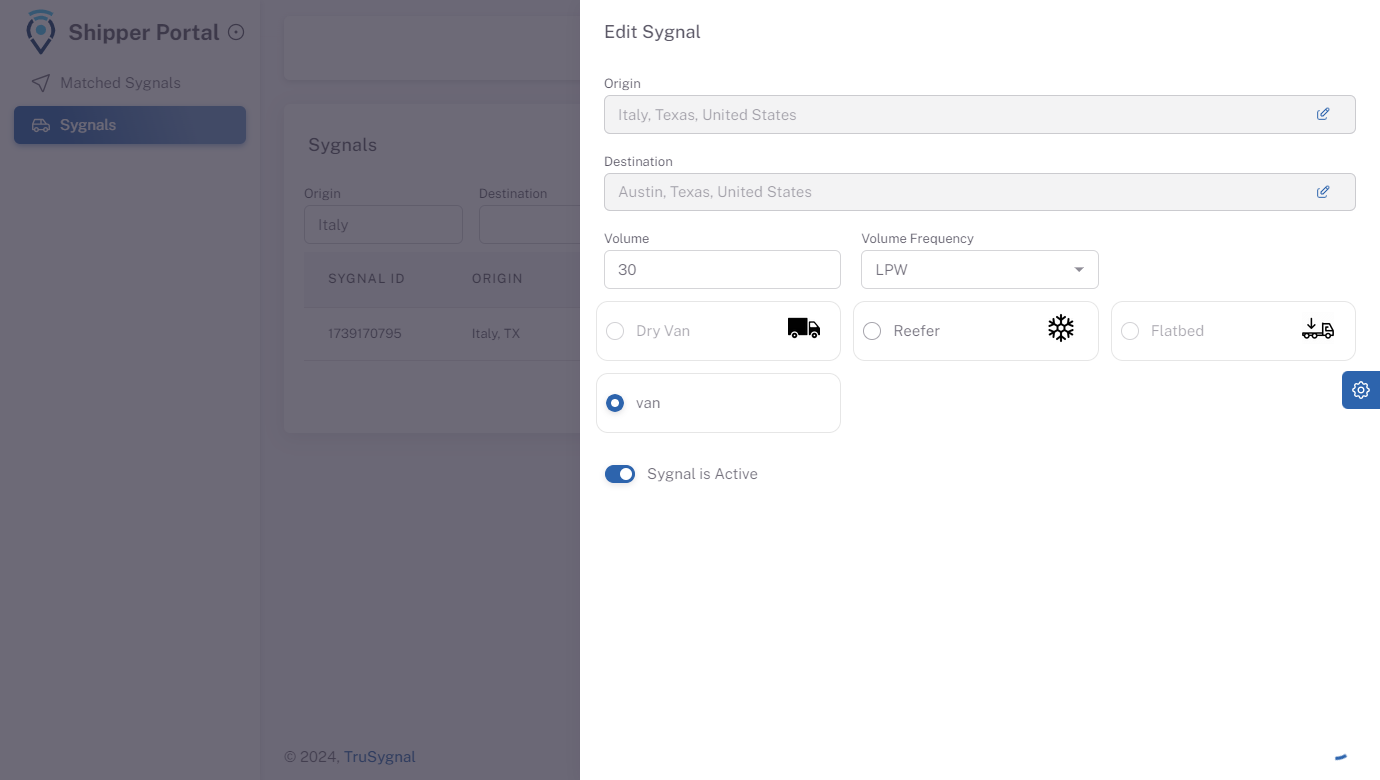 Shipper Portal
Matched Sygnals
Sygnals
Sygnals
Origin
Destination
Italy
SYGNAL ID
ORIGIN
1739170795
Italy, TX
© 2024, TruSygnal
Edit Sygnal
Origin
Italy, Texas, United States
Destination
Austin, Texas, United States
Volume
Volume Frequency
30
LPW
Dry Van
Reefer
Flatbed
van
Sygnal is Active